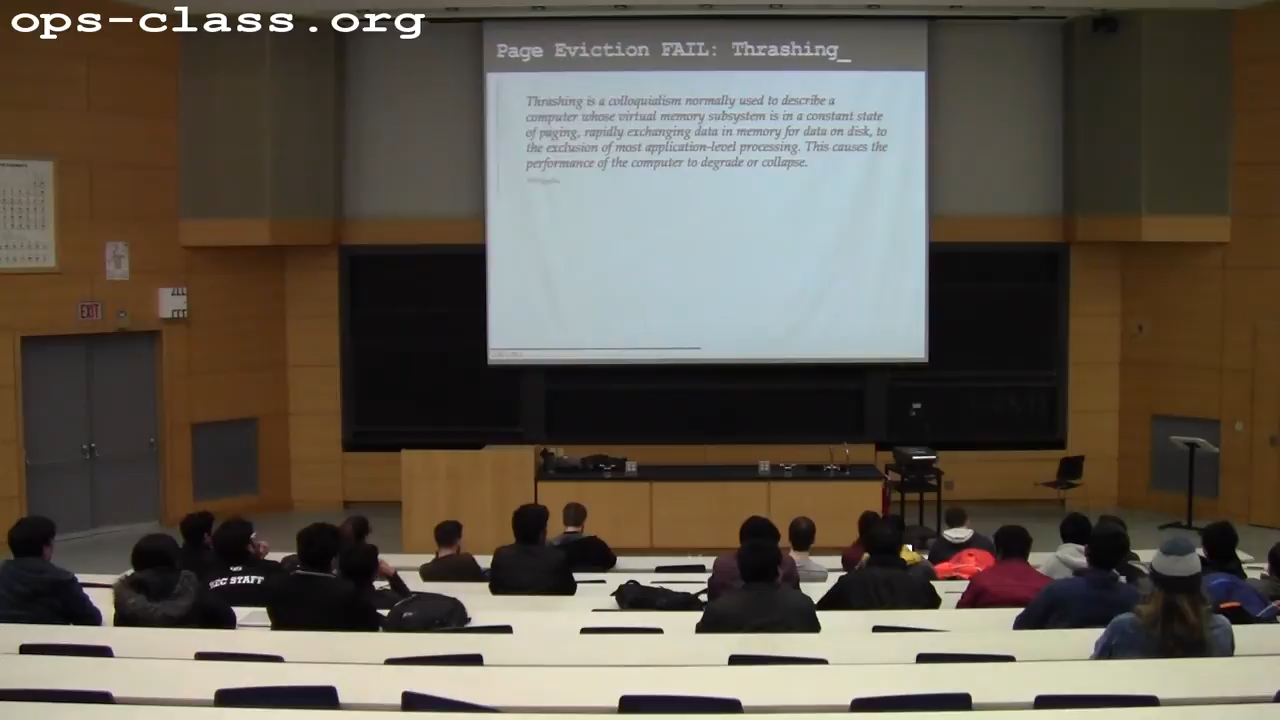 ops-class.org
Page Eviction FAIL: Thrashing_
Thrashing is a colloquialism normally used to describe a
computer whose virtual memory subsystem is in a constant state
of paging, rapidly exchanging data in memory for data on disk, to
the exclusion of most application-level processing. This causes the
performance of the computer to degrade or collapse.
EXIT
REC STAFF